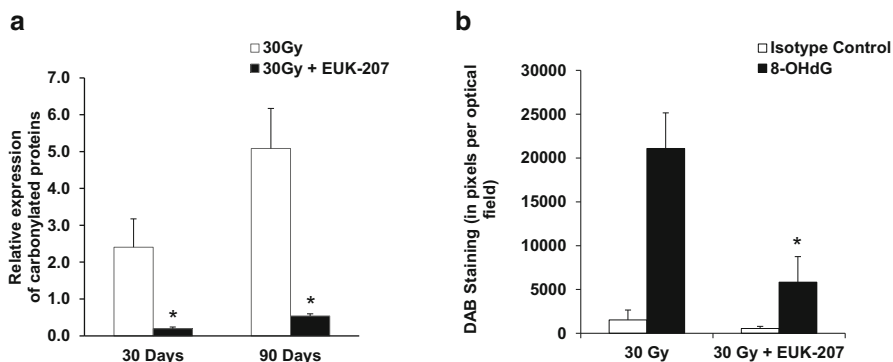 a
30Gy
30Gy + EUK-207
Relative expression
of carbonylated proteins
7.0
6.0
5.0
4.0
3.0
2.0
1.0
0.0
*
*
30 Days
90 Days
b
Isotype Control
8-OHdG
DAB Staining (in pixels per optical
field)
30000
25000
20000
15000
10000
5000
0
*
30 Gy
30 Gy + EUK-207